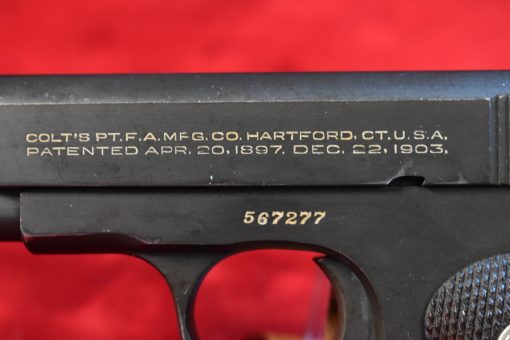 COLT'S PT. F. A. MFG. CO. HARTFORD, CT. U. S. A.
PATENTED APR. 20, 1897. DEC. 22, 1903.
567277